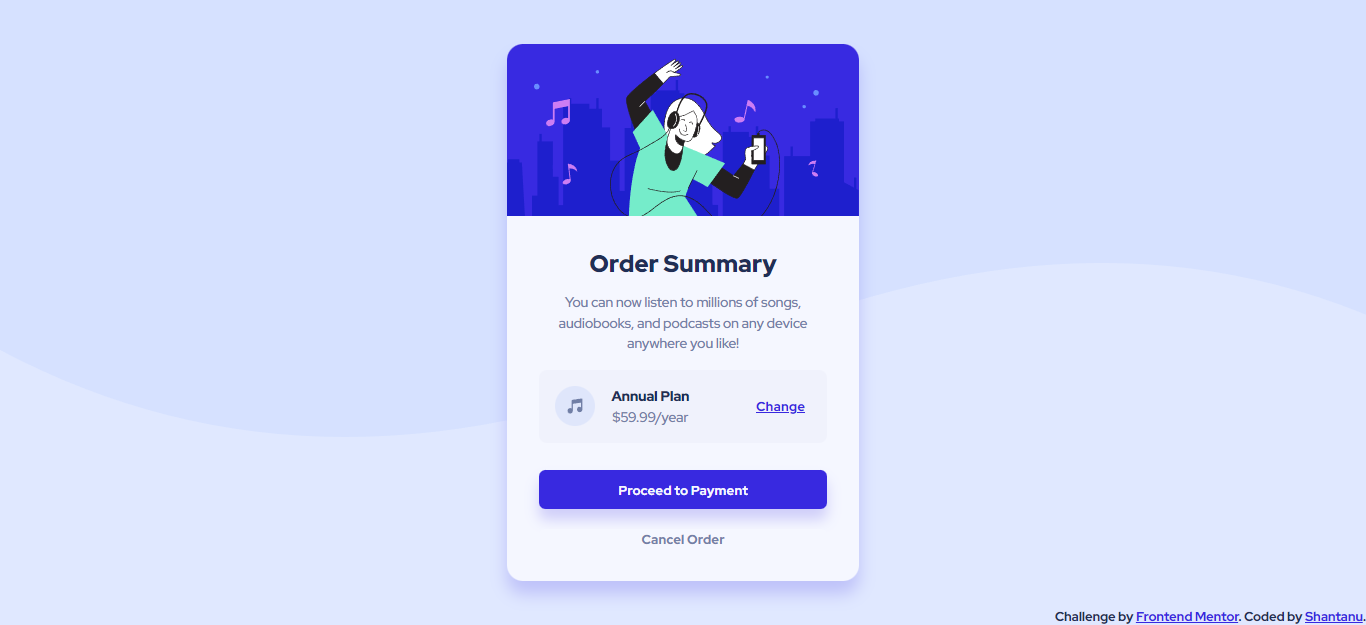 Order Summary
You can now listen to millions of songs,
audiobooks, and podcasts on any device
anywhere you like!
Annual Plan
$59.99/year
Change
Proceed to Payment
Cancel Order
Challenge by Frontend Mentor. Coded by Shantanu.